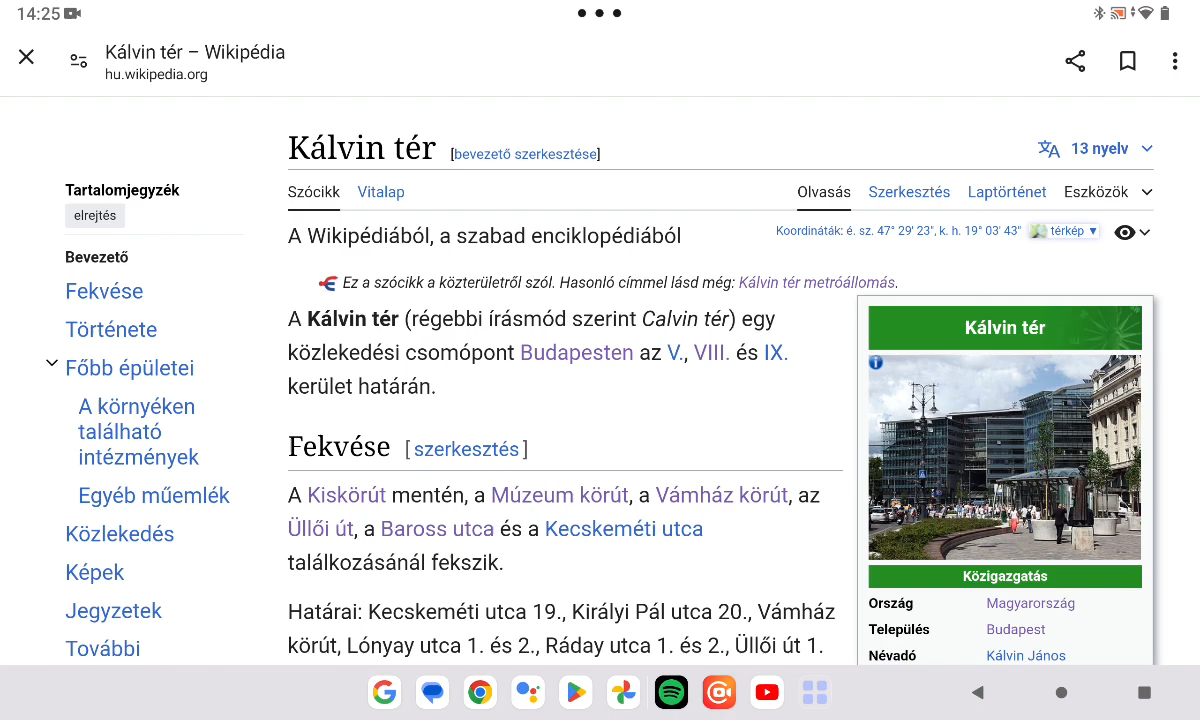 14:25
Kálvin tér – Wikipédia
hu.wikipedia.org
Kálvin tér [bevezető szerkesztése]
13 nyelv
Tartalomjegyzék
elrejtés
Bevezető
Fekvése
Története
Főbb épületei
A környéken
található
intézmények
Egyéb műemlék
Közlekedés
Képek
Jegyzetek
További
Szócikk Vitalap
Olvasás Szerkesztés Laptörténet Eszközök
A Wikipédiából, a szabad enciklopédiából
Koordináták: é. sz. 47° 29′ 23″, k. h. 19° 03′ 43″ térkép ▼
Ez a szócikk a közterületről szól. Hasonló címmel lásd még: Kálvin tér metróállomás.
A Kálvin tér (régebbi írásmód szerint Calvin tér) egy
közlekedési csomópont Budapesten az V., VIII. és IX.
kerület határán.
Fekvése [szerkesztés]
A Kiskörút mentén, a Múzeum körút, a Vámház körút, az
Üllői út, a Baross utca és a Kecskeméti utca
találkozásánál fekszik.
Határai: Kecskeméti utca 19., Királyi Pál utca 20., Vámház
körút, Lónyay utca 1. és 2., Ráday utca 1. és 2., Üllői út 1.
Kálvin tér
Közigazgatás
Ország Magyarország
Település Budapest
Névadó Kálvin János